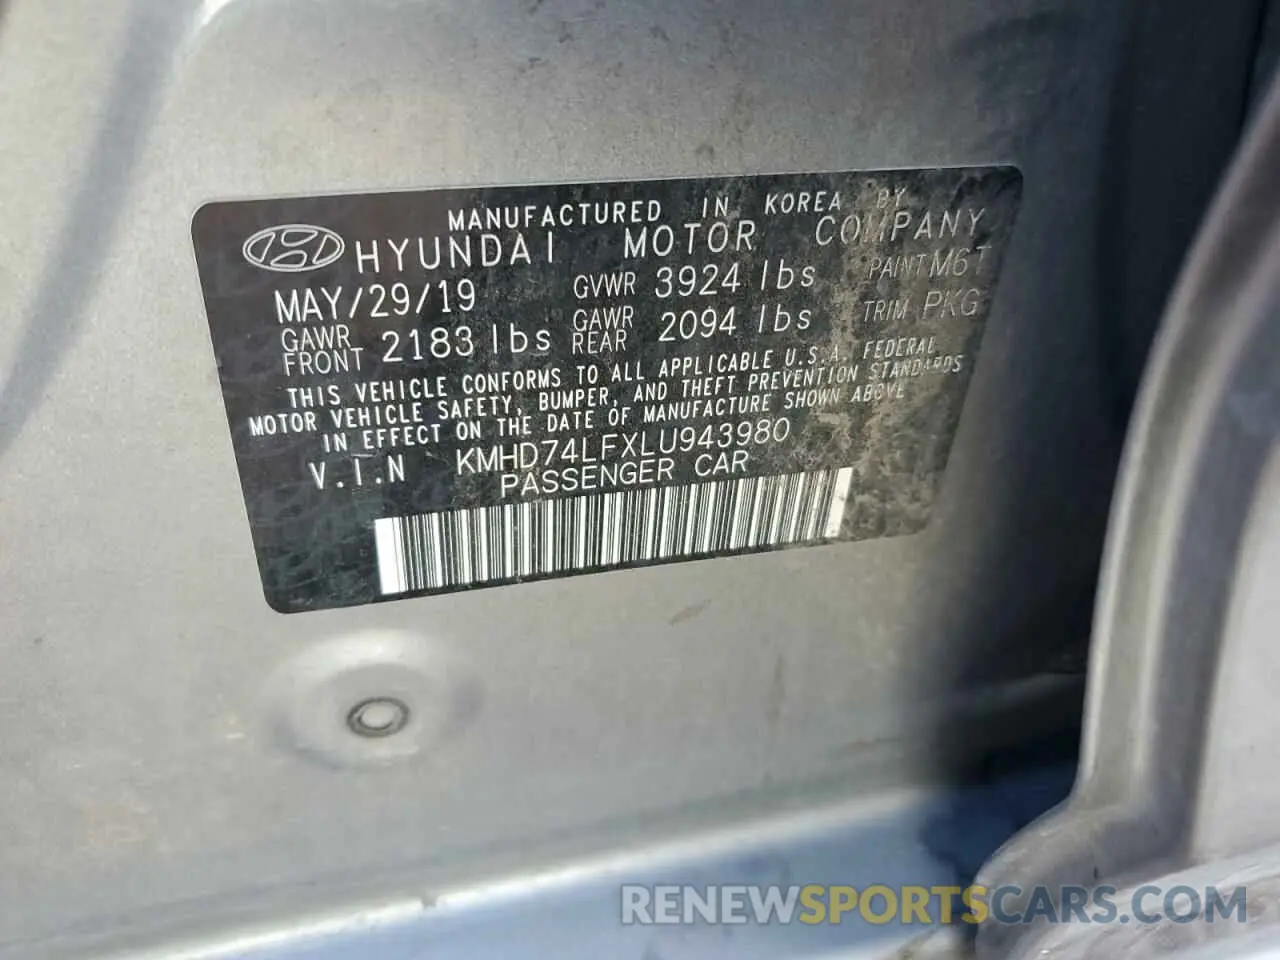 MANUFACTURED IN KOREA BY
HYUNDAI MOTOR COMPANY
MAY/29/19 GVWR 3924 lbs PAINT M6T
GAWR FRONT 2183 lbs GAWR REAR 2094 lbs TRIM PKG
THIS VEHICLE CONFORMS TO ALL APPLICABLE U.S.A. FEDERAL
MOTOR VEHICLE SAFETY, BUMPER, AND THEFT PREVENTION STANDARDS
IN EFFECT ON THE DATE OF MANUFACTURE SHOWN ABOVE
V.I.N KMHD74LFXLU943980
PASSENGER CAR
RENEWSPORTSCARS.COM